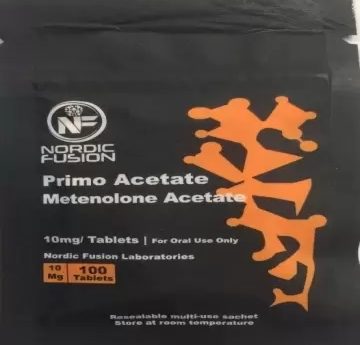 NF
NORDIC
FUSION
Primo Acetate
Metenolone Acetate
10mg/ Tablets | For Oral Use Only
Nordic Fusion Laboratories
10 Mg 100 Tablets
Resealable multi-use sachet
Store at room temperature